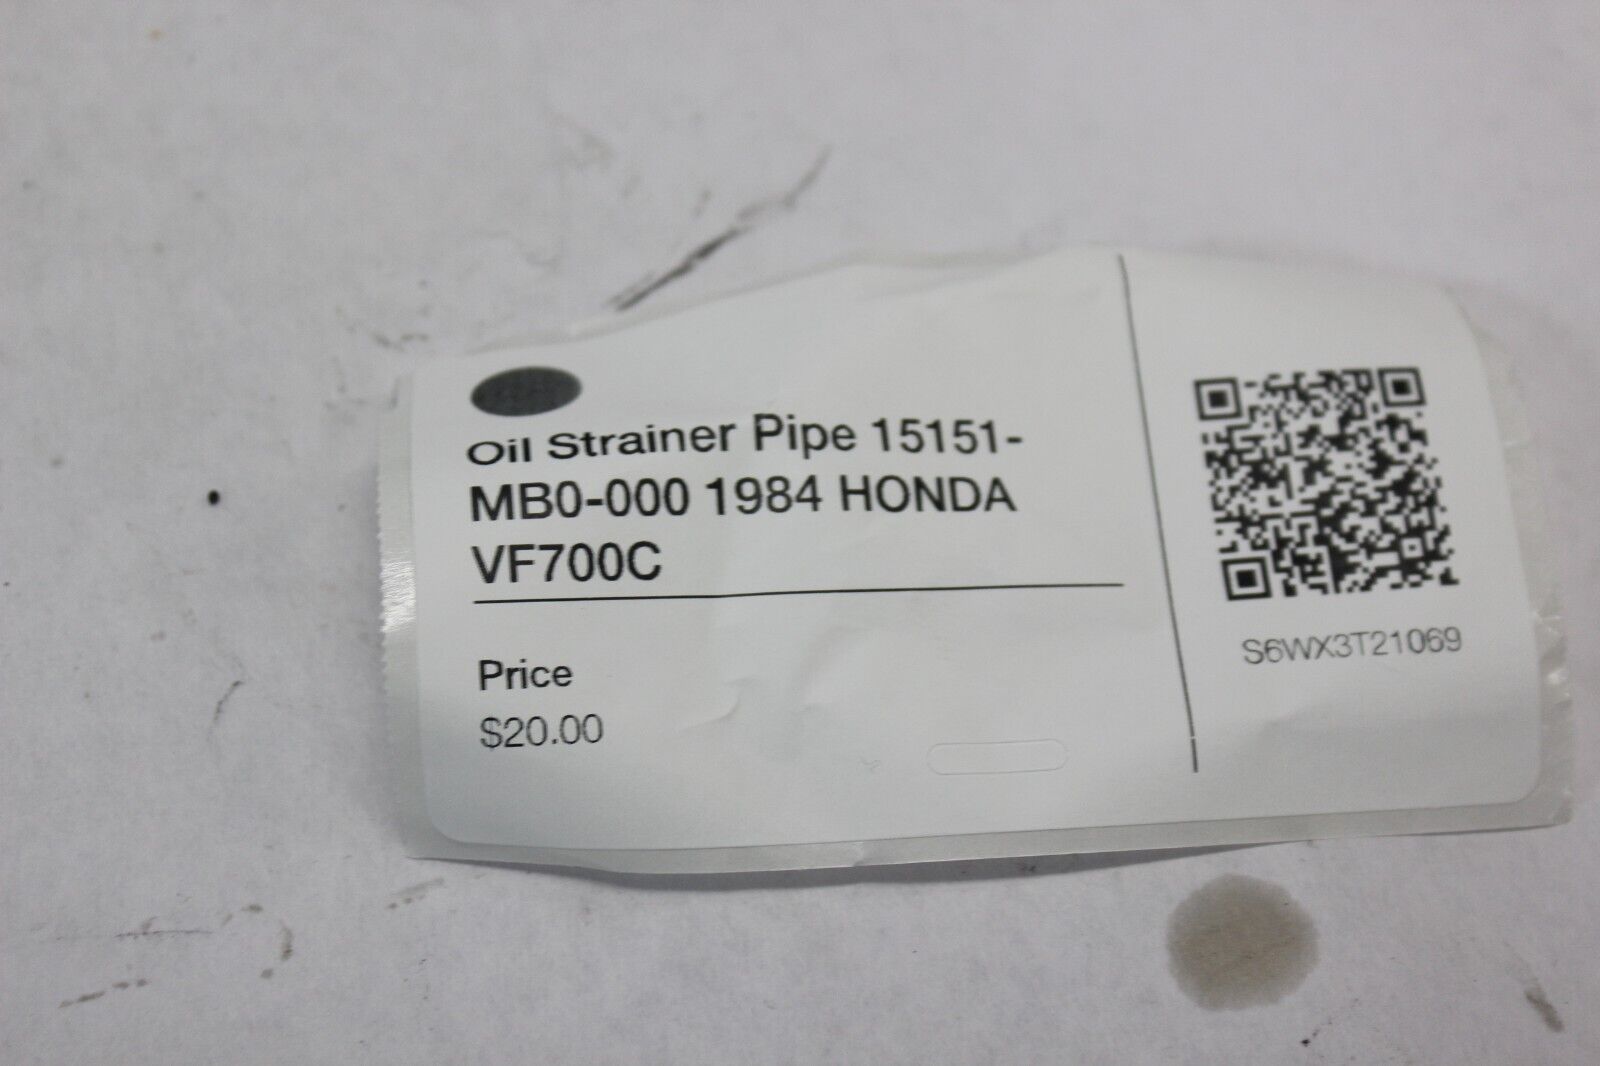 Oil Strainer Pipe 15151-
MB0-000 1984 HONDA
VF700C
Price
$20.00
S6WX3T21069